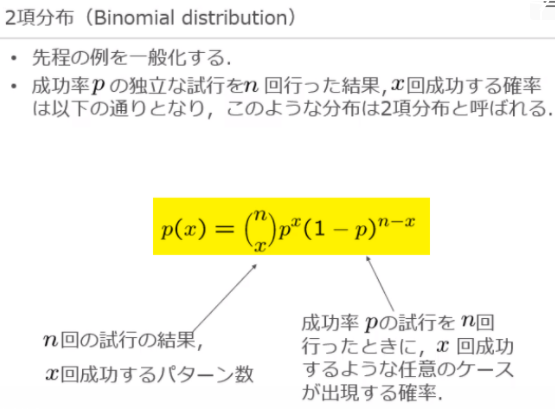 2項分布（Binomial distribution）
• 先程の例を一般化する.
• 成功率 p の独立な試行を n 回行った結果, x 回成功する確率
は以下の通りとなり，このような分布は2項分布と呼ばれる.
p(x) = \binom{n}{x} p^x (1 − p)^{n−x}
n 回の試行の結果，
x 回成功するパターン数
成功率 p の試行を n 回
行ったときに，x 回成功
するような任意のケース
が出現する確率.